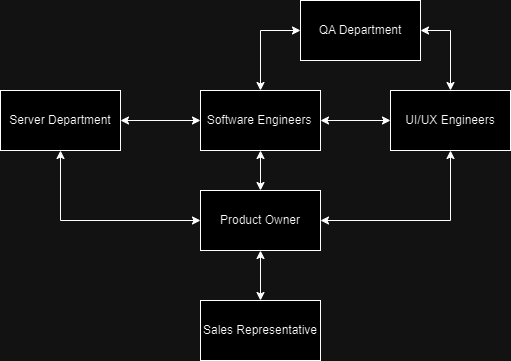 QA Department
Server Department
Software Engineers
UI/UX Engineers
Product Owner
Sales Representative